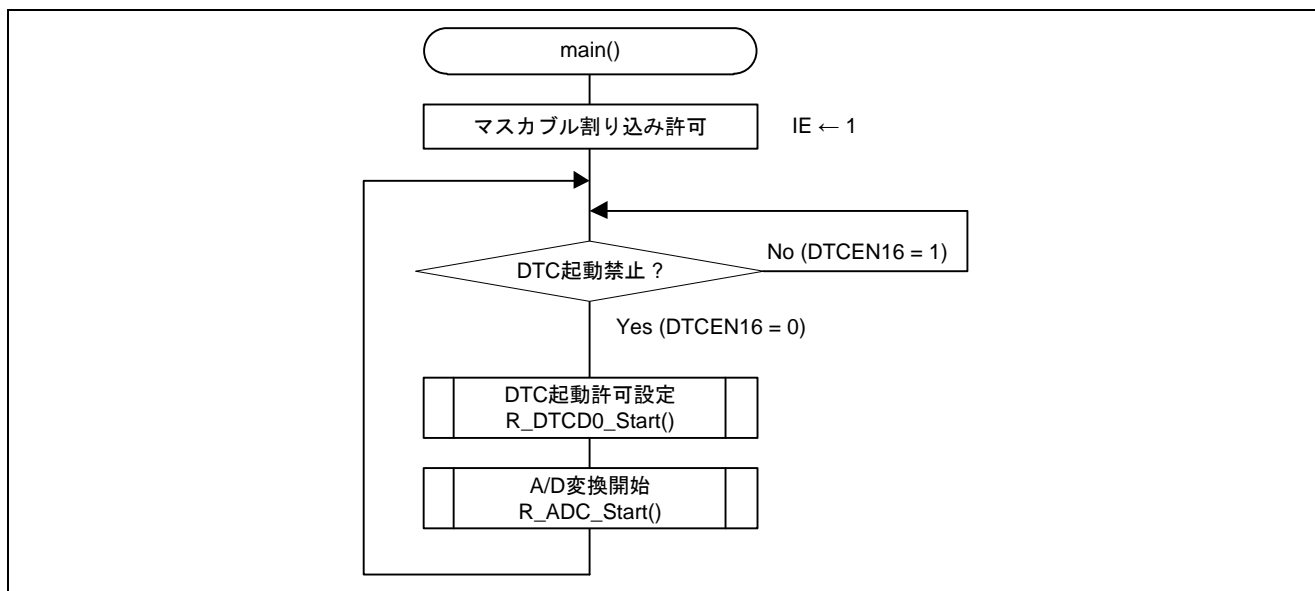 main()
マスカブル割り込み許可
IE ← 1
DTC起動禁止？
No (DTCEN16 = 1)
Yes (DTCEN16 = 0)
DTC起動許可設定
R_DTCD0_Start()
A/D変換開始
R_ADC_Start()